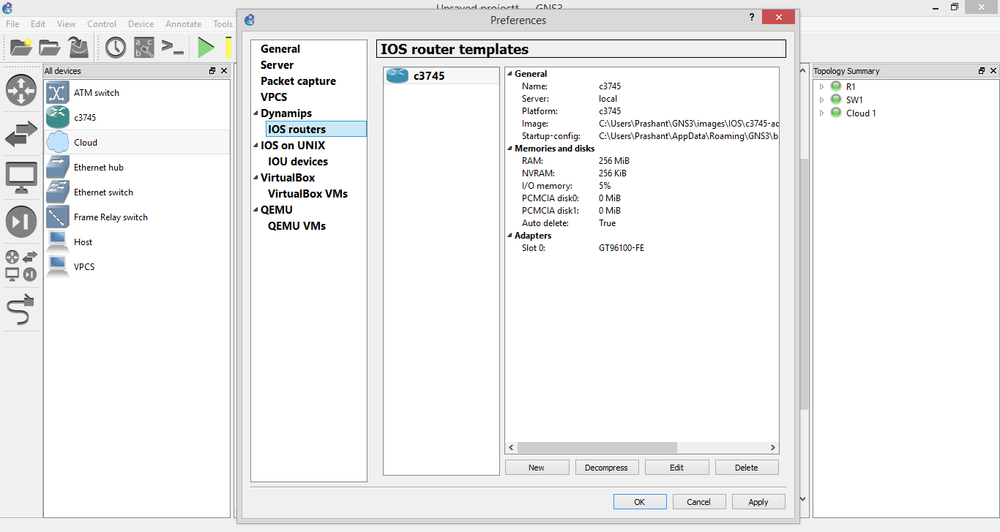 Unsaved project* — GNS3
File Edit View Control Device Annotate Tools
Preferences
?
All devices
ATM switch
c3745
Cloud
Ethernet hub
Ethernet switch
Frame Relay switch
Host
VPCS
General
Server
Packet capture
VPCS
Dynamips
IOS routers
IOS on UNIX
IOU devices
VirtualBox
VirtualBox VMs
QEMU
QEMU VMs
IOS router templates
c3745
General
Name: c3745
Server: local
Platform: c3745
Image: C:\Users\Prashant\GNS3\images\IOS\c3745-ad
Startup-config: C:\Users\Prashant\AppData\Roaming\GNS3\b
Memories and disks
RAM: 256 MiB
NVRAM: 256 KiB
I/O memory: 5%
PCMCIA disk0: 0 MiB
PCMCIA disk1: 0 MiB
Auto delete: True
Adapters
Slot 0: GT96100-FE
New Decompress Edit Delete
OK Cancel Apply
Topology Summary
R1
SW1
Cloud 1